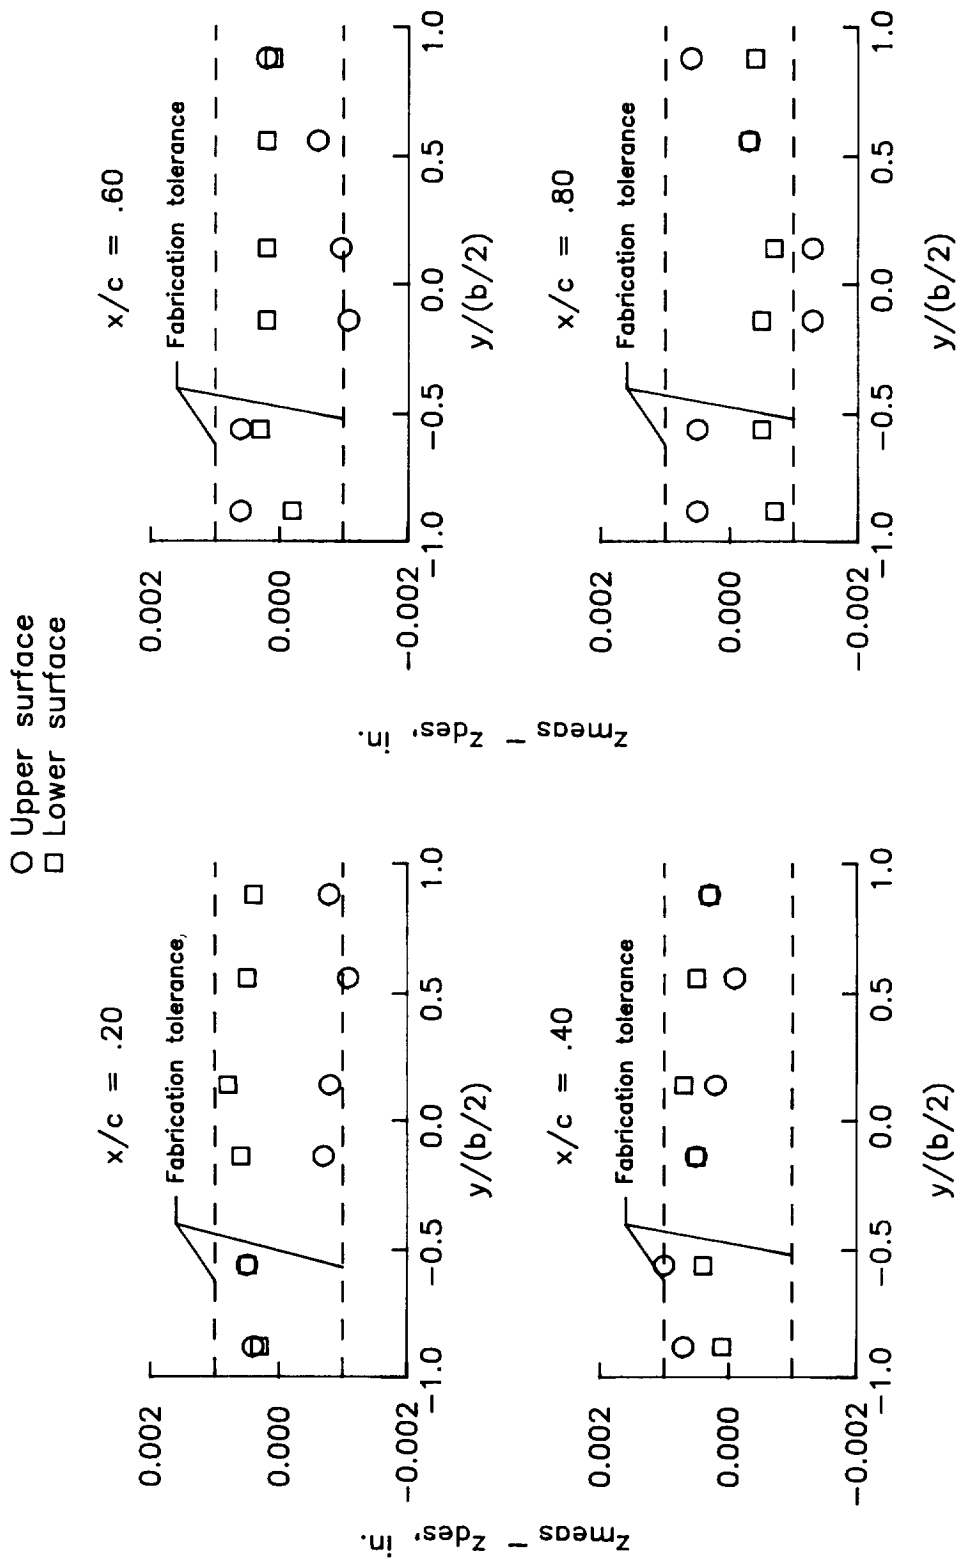 ○ Upper surface
□ Lower surface
x/c = .20
Fabrication tolerance,
0.002
0.000
−0.002
−1.0 −0.5 0.0 0.5 1.0
y/(b/2)
zmeas − zdes, in.
x/c = .60
Fabrication tolerance
0.002
0.000
−0.002
−1.0 −0.5 0.0 0.5 1.0
y/(b/2)
zmeas − zdes, in.
x/c = .40
Fabrication tolerance
0.002
0.000
−0.002
−1.0 −0.5 0.0 0.5 1.0
y/(b/2)
x/c = .80
Fabrication tolerance
0.002
0.000
−0.002
−1.0 −0.5 0.0 0.5 1.0
y/(b/2)